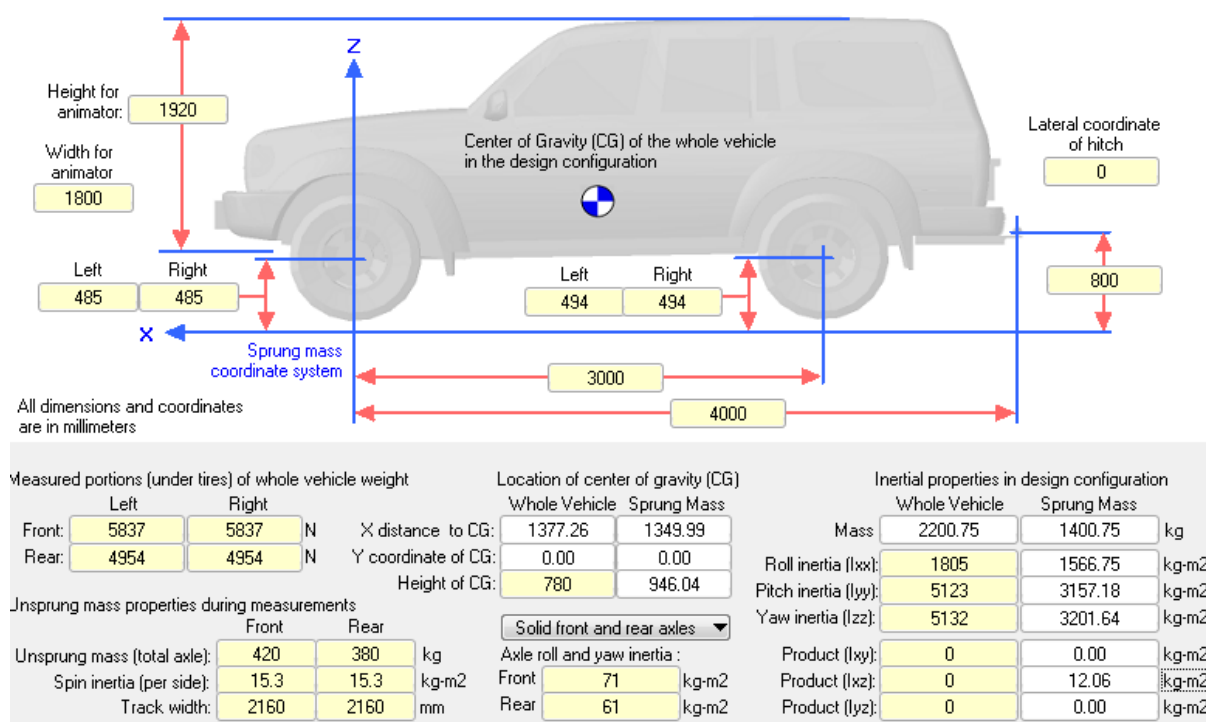 Z
Height for
animator:
1920
Center of Gravity (CG) of the whole vehicle
in the design configuration
Lateral coordinate
of hitch
0
Width for
animator
1800
Left Right
485 485
Left Right
494 494
800
X
Sprung mass
coordinate system
3000
4000
All dimensions and coordinates
are in millimeters
Measured portions (under tires) of whole vehicle weight
Left Right
Front: 5837 5837 N
Rear: 4954 4954 N
Unsprung mass properties during measurements
Front Rear
Unsprung mass (total axle): 420 380 kg
Spin inertia (per side): 15.3 15.3 kg-m2
Track width: 2160 2160 mm
Location of center of gravity (CG)
Whole Vehicle Sprung Mass
X distance to CG: 1377.26 1349.99
Y coordinate of CG: 0.00 0.00
Height of CG: 780 946.04
Solid front and rear axles
Axle roll and yaw inertia :
Front 71 kg-m2
Rear 61 kg-m2
Inertial properties in design configuration
Whole Vehicle Sprung Mass
Mass 2200.75 1400.75 kg
Roll inertia (Ixx): 1805 1566.75 kg-m2
Pitch inertia (Iyy): 5123 3157.18 kg-m2
Yaw inertia (Izz): 5132 3201.64 kg-m2
Product (Ixy): 0 0.00 kg-m2
Product (Ixz): 0 12.06 kg-m2
Product (Iyz): 0 0.00 kg-m2